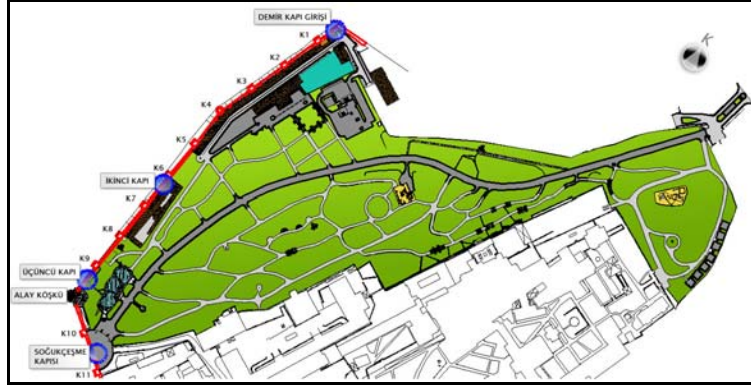 DEMİR KAPI GİRİŞİ
K1
K2
K3
K4
K5
K6
İKİNCİ KAPI
K7
K8
K9
ÜÇÜNCÜ KAPI
ALAY KÖŞKÜ
K10
SOĞUKÇEŞME
KAPISI
K11
K